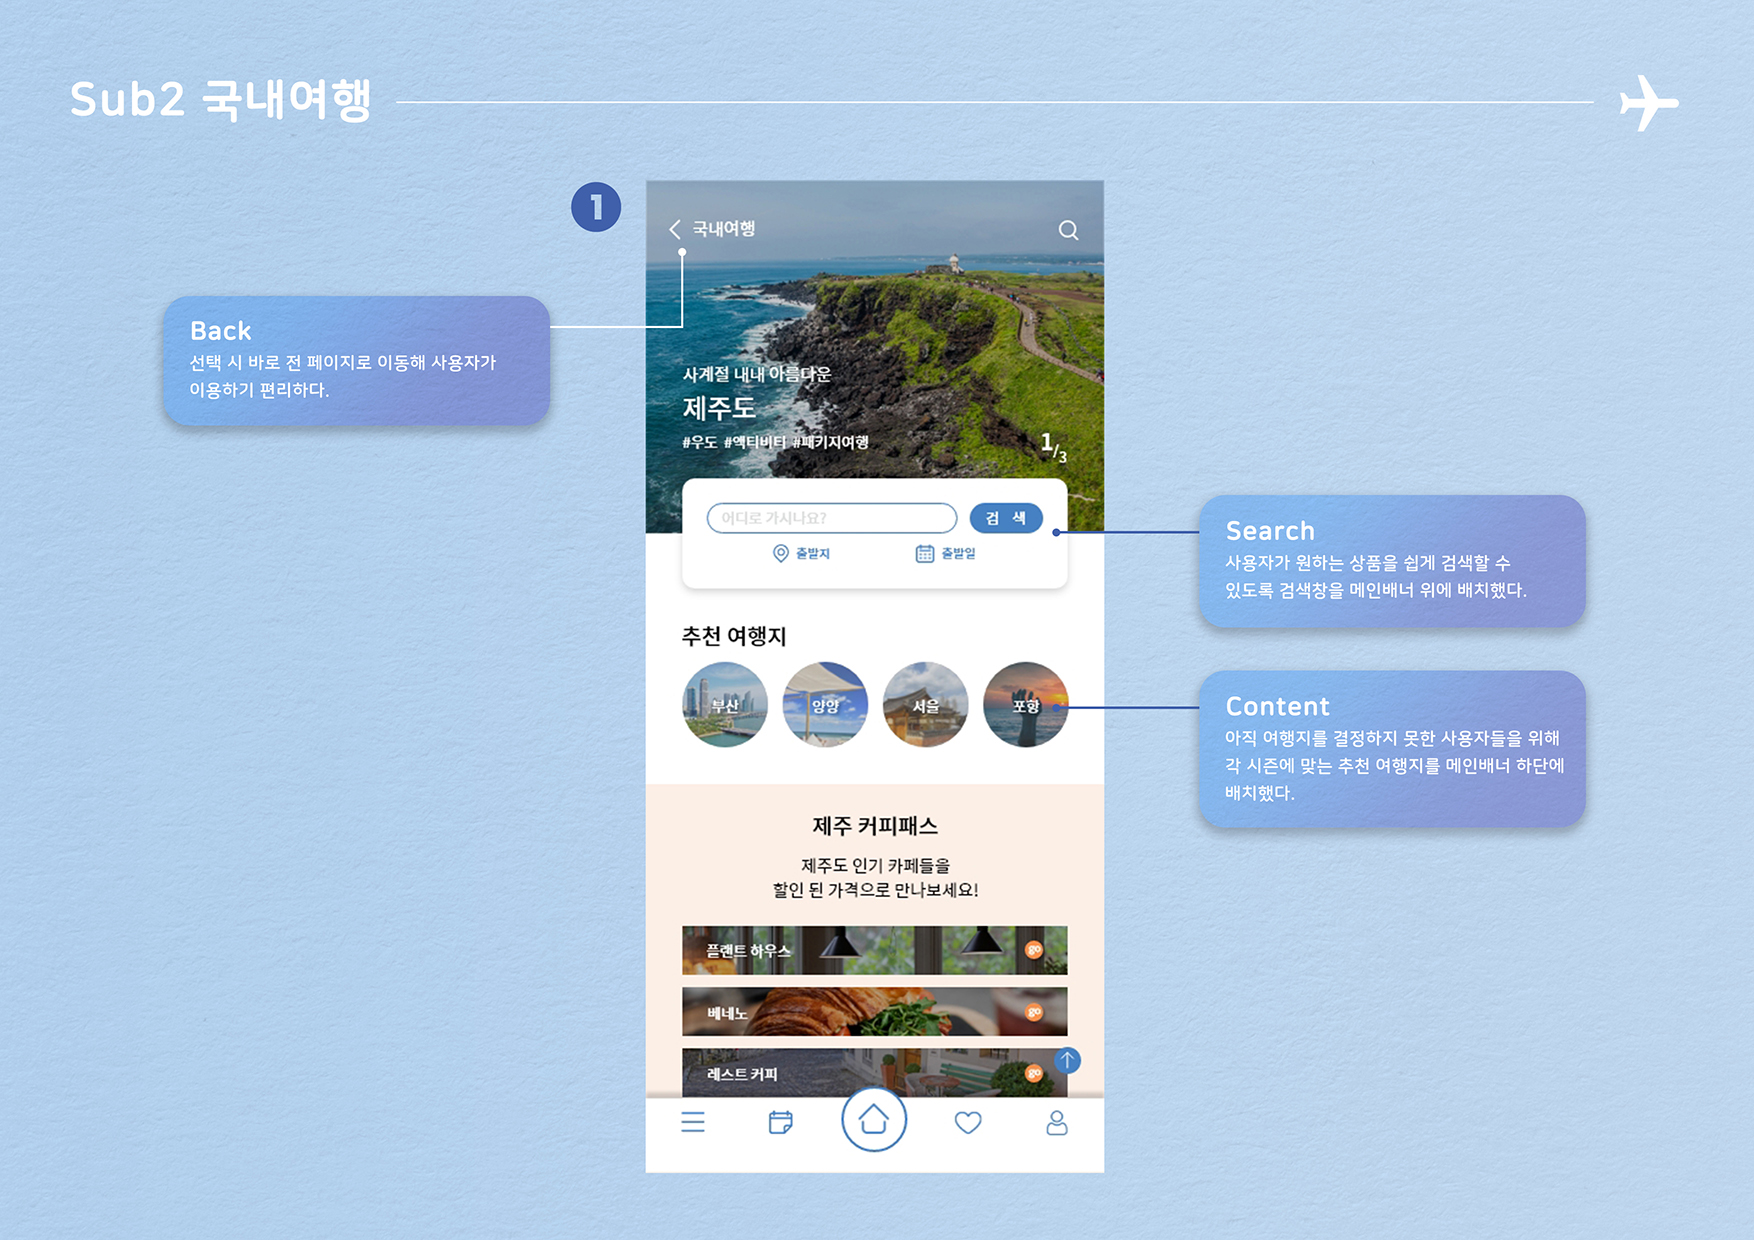 Sub2 국내여행
1
국내여행
Back
선택 시 바로 전 페이지로 이동해 사용자가
이용하기 편리하다.
사계절 내내 아름다운
제주도
#우도 #액티비티 #패키지여행
1/3
어디로 가시나요?
검 색
출발지
출발일
Search
사용자가 원하는 상품을 쉽게 검색할 수
있도록 검색창을 메인배너 위에 배치했다.
추천 여행지
부산
양양
서울
포항
Content
아직 여행지를 결정하지 못한 사용자들을 위해
각 시즌에 맞는 추천 여행지를 메인배너 하단에
배치했다.
제주 커피패스
제주도 인기 카페들을
할인 된 가격으로 만나보세요!
플랜트 하우스
go
베네노
go
레스트 커피
go